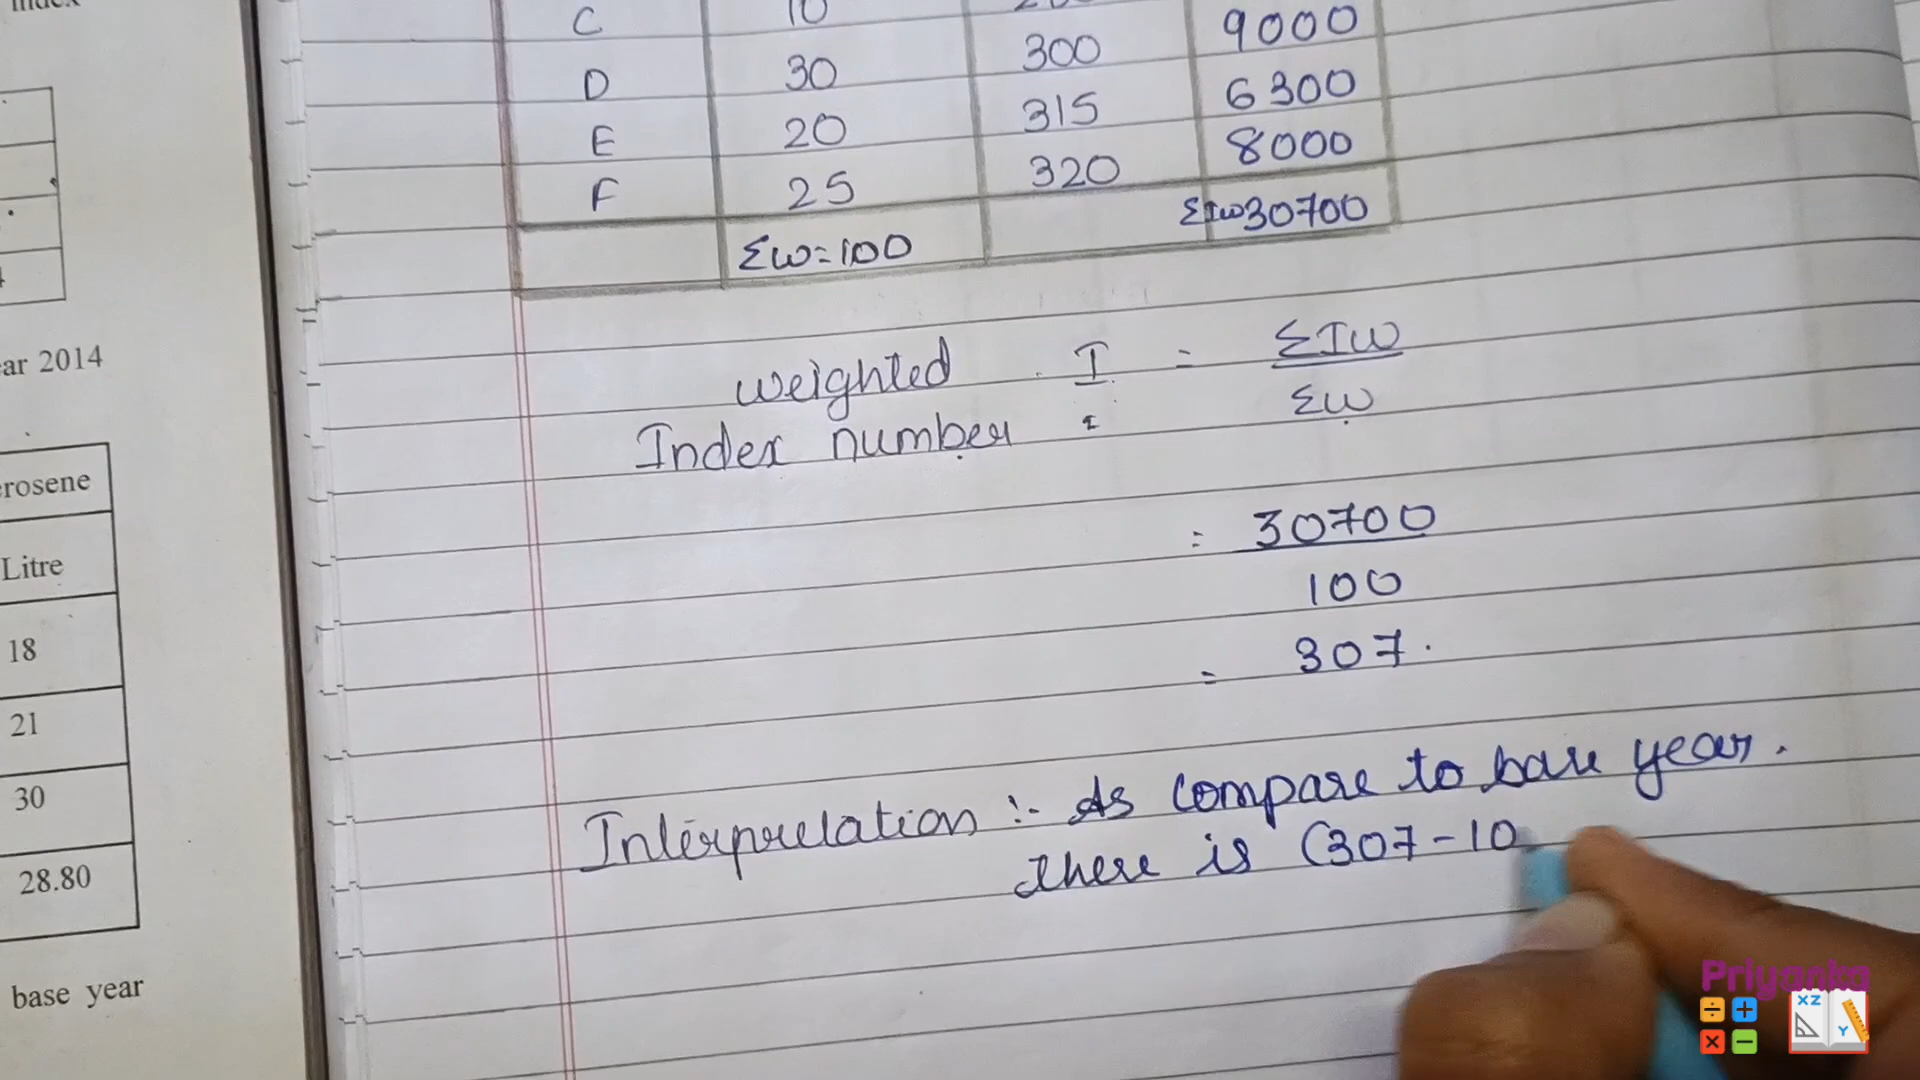 C 10
D 30 300 9000
E 20 315 6300
F 25 320 8000
Σw=100 ΣIw30700
weighted I = ΣIw
Index number : Σw
= 30700
100
= 307.
Interpretation :- As compare to base year.
there is (307-10
ar 2014
rosene
Litre
18
21
30
28.80
base year
Priyanka
XZ
Y